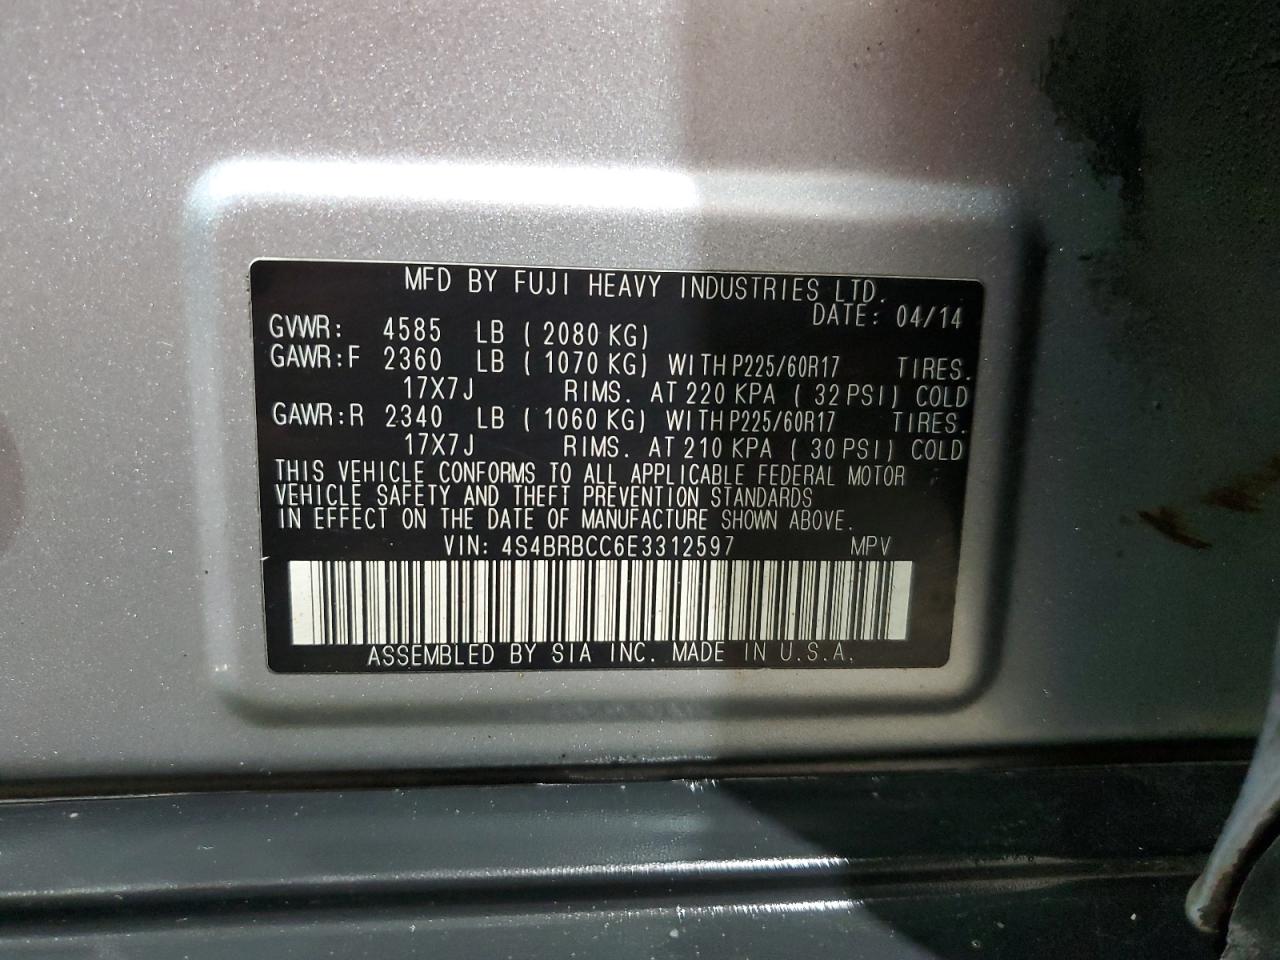 MFD BY FUJI HEAVY INDUSTRIES LTD.
DATE: 04/14
GVWR: 4585 LB ( 2080 KG)
GAWR:F 2360 LB ( 1070 KG) WITH P225/60R17 TIRES.
17X7J RIMS. AT 220 KPA ( 32 PSI) COLD
GAWR:R 2340 LB ( 1060 KG) WITH P225/60R17 TIRES.
17X7J RIMS. AT 210 KPA ( 30 PSI) COLD
THIS VEHICLE CONFORMS TO ALL APPLICABLE FEDERAL MOTOR
VEHICLE SAFETY AND THEFT PREVENTION STANDARDS
IN EFFECT ON THE DATE OF MANUFACTURE SHOWN ABOVE.
VIN: 4S4BRBCC6E3312597 MPV
ASSEMBLED BY SIA INC. MADE IN U.S.A.